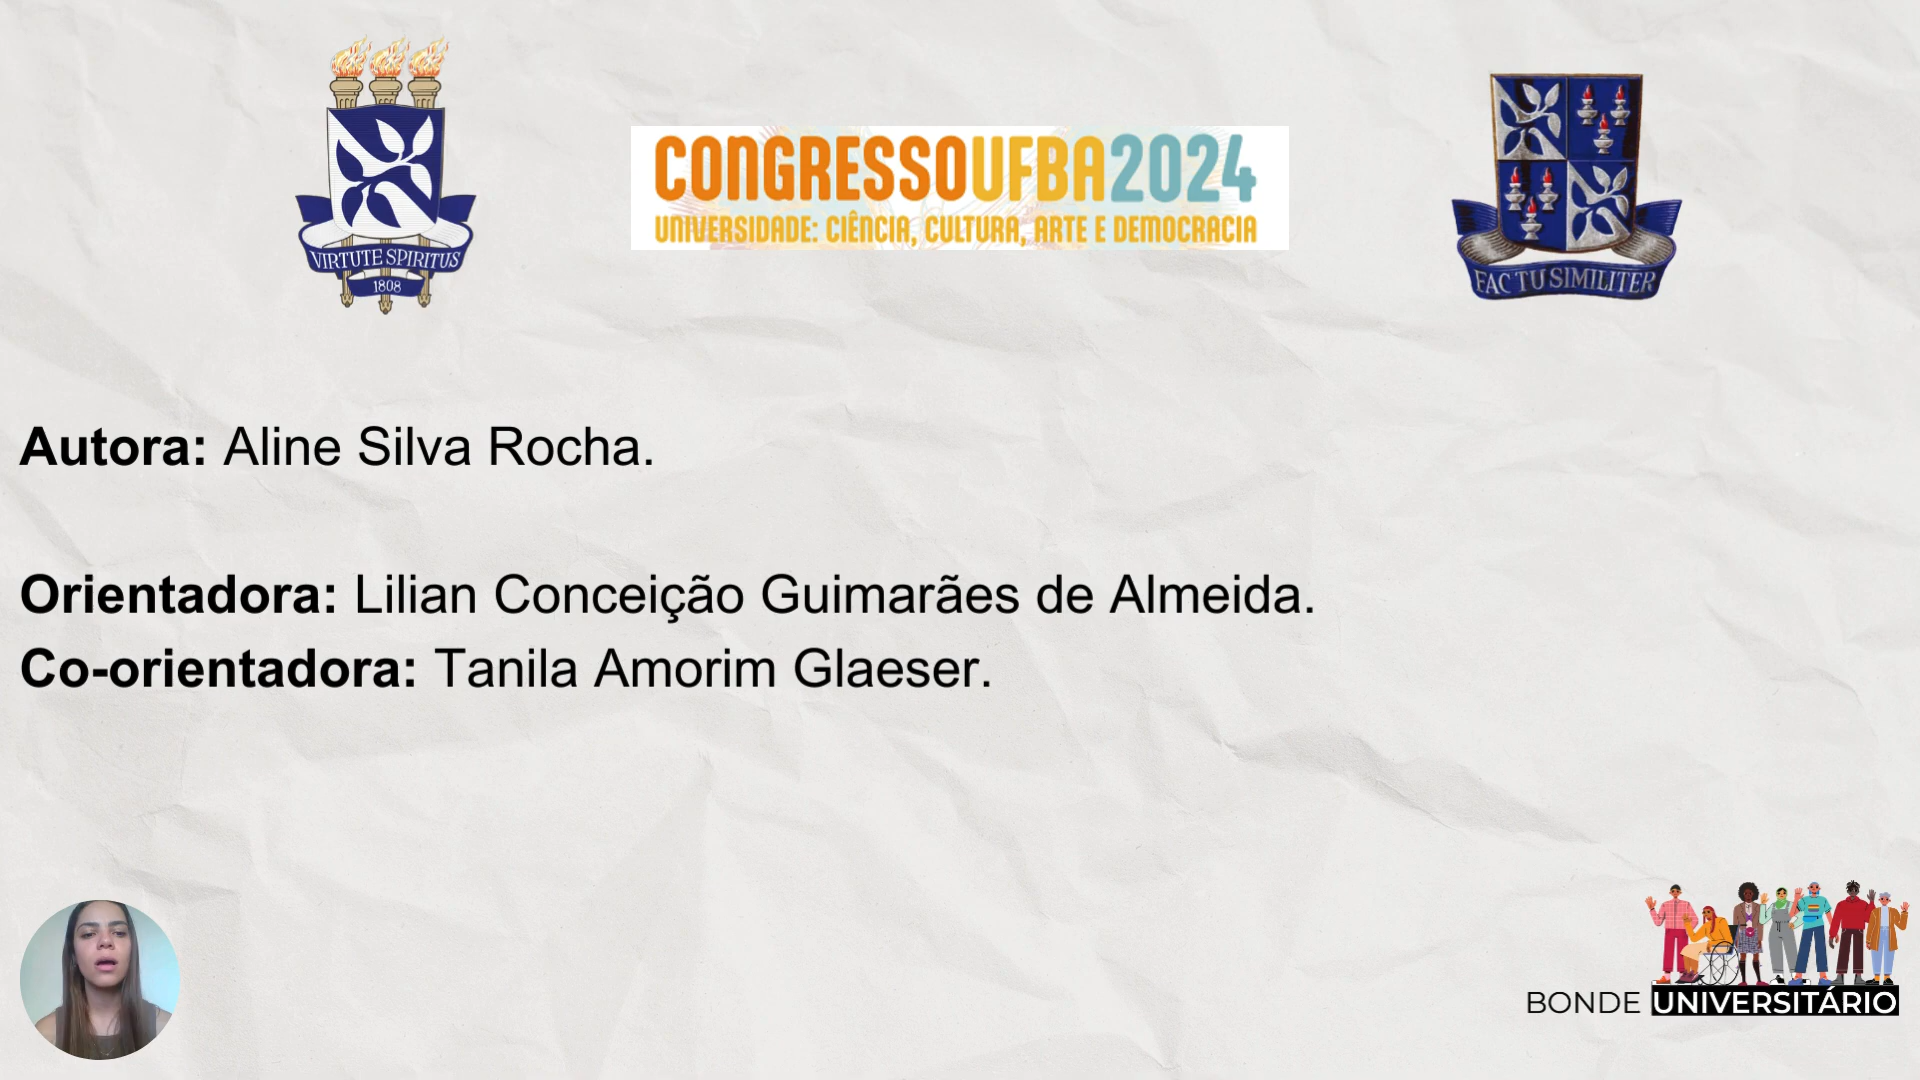 VIRTUTE SPIRITUS
1808
CONGRESSOUFBA2024
UNIVERSIDADE: CIÊNCIA, CULTURA, ARTE E DEMOCRACIA
FAC TU SIMILITER
Autora: Aline Silva Rocha.
Orientadora: Lilian Conceição Guimarães de Almeida.
Co-orientadora: Tanila Amorim Glaeser.
BONDE UNIVERSITÁRIO